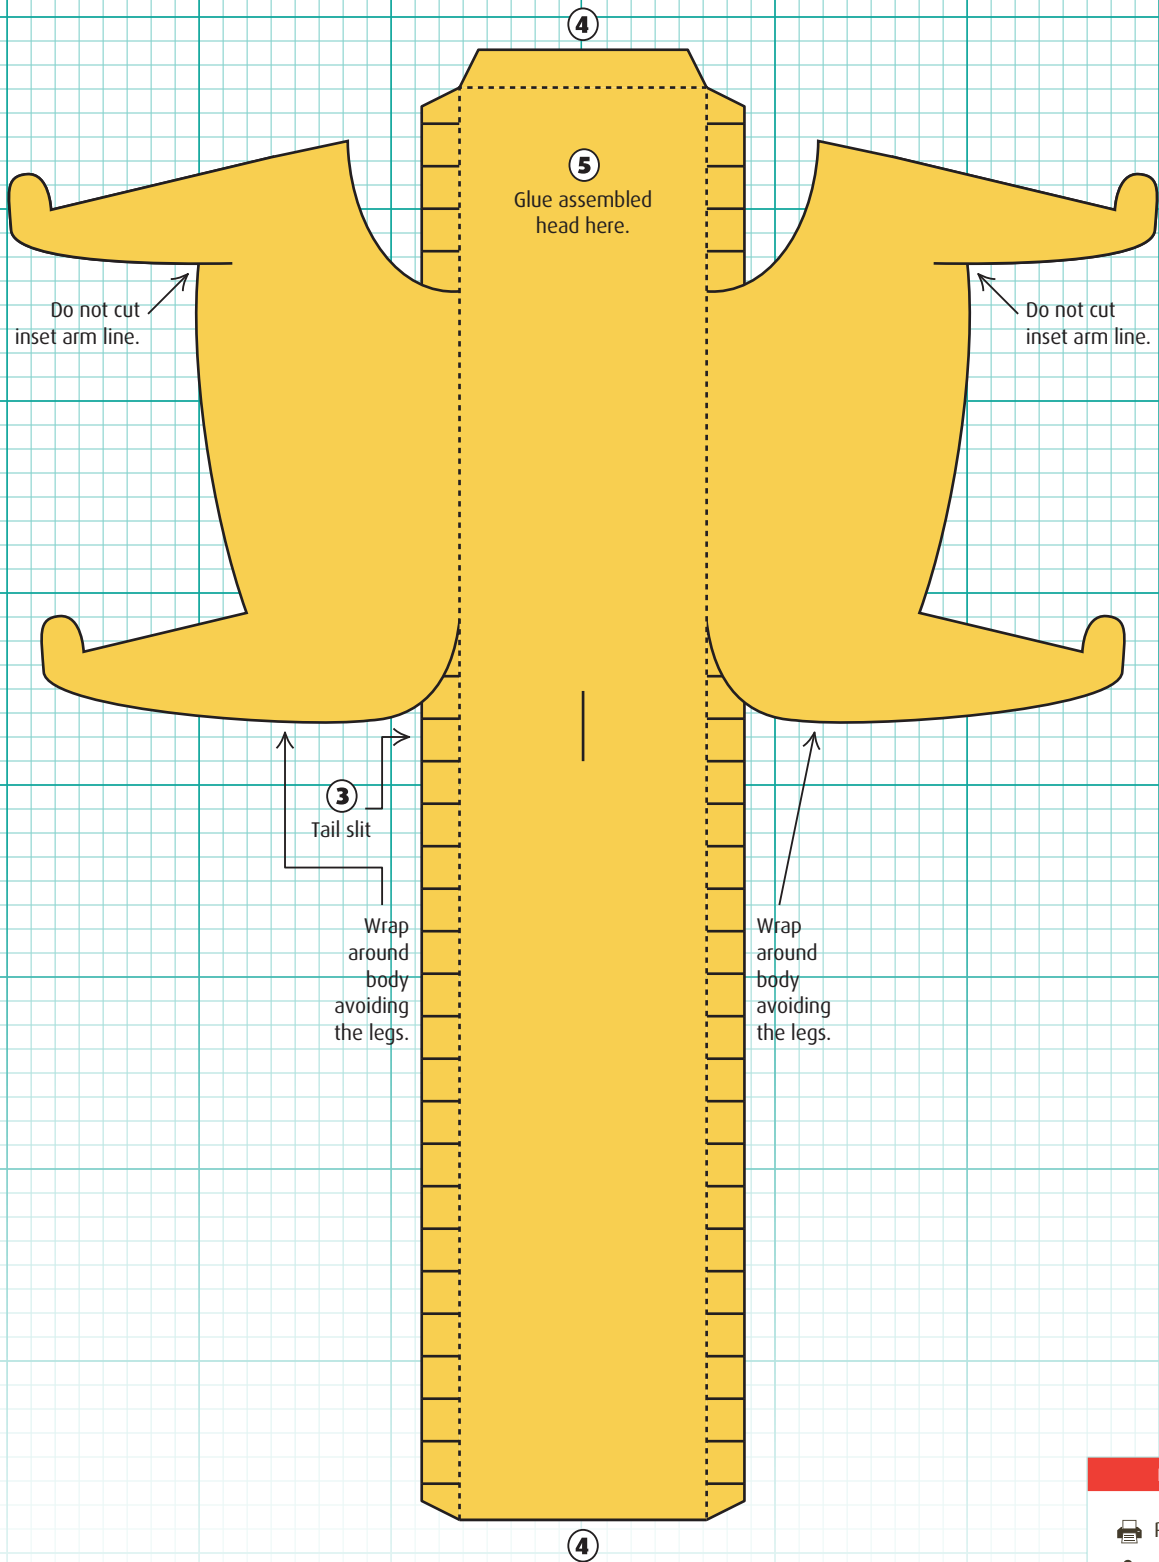 4
5
Glue assembled
head here.
Do not cut
inset arm line.
Do not cut
inset arm line.
3
Tail slit
Wrap
around
body
avoiding
the legs.
Wrap
around
body
avoiding
the legs.
4